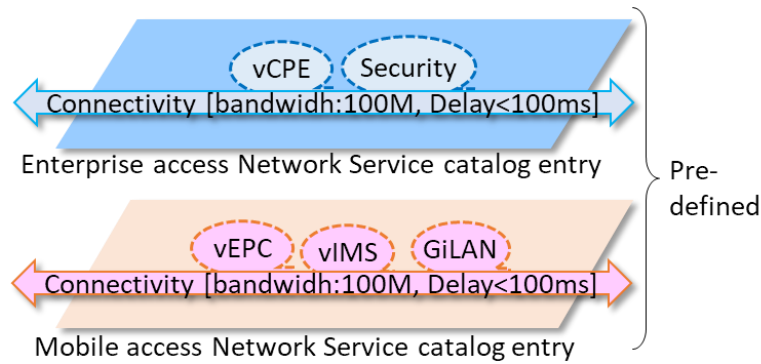 vCPE
Security
Connectivity [bandwidh:100M, Delay<100ms]
Enterprise access Network Service catalog entry
Pre-
defined
vEPC
vIMS
GiLAN
Connectivity [bandwidh:100M, Delay<100ms]
Mobile access Network Service catalog entry